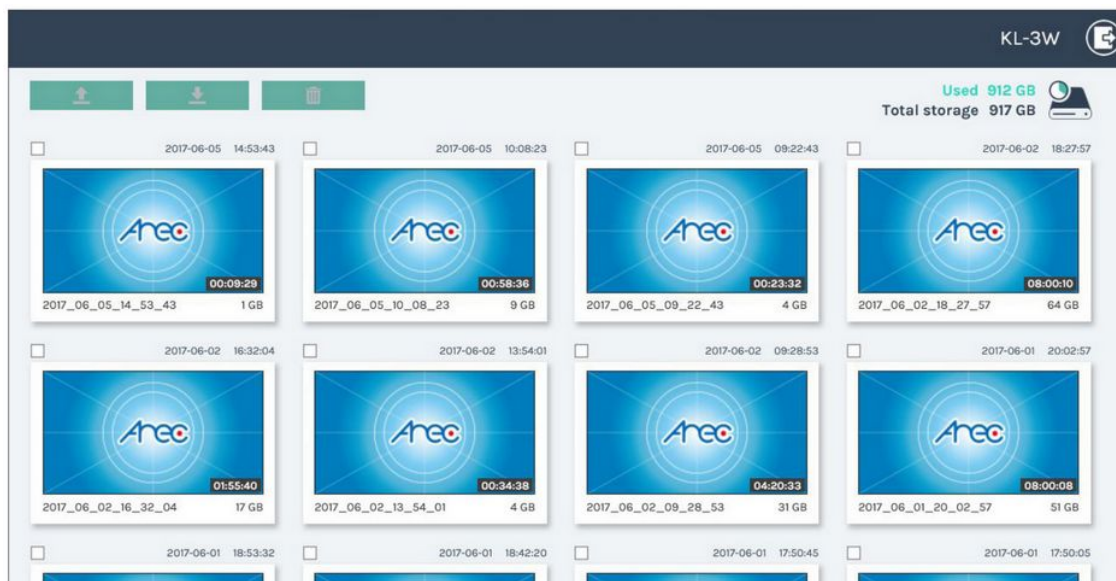 KL-3W
Used 912 GB
Total storage 917 GB
2017-06-05 14:53:43
2017-06-05 10:08:23
2017-06-05 09:22:43
2017-06-02 18:27:57
Arec
Arec
Arec
Arec
00:09:29
00:58:36
00:23:32
08:00:10
2017_06_05_14_53_43 1 GB
2017_06_05_10_08_23 9 GB
2017_06_05_09_22_43 4 GB
2017_06_02_18_27_57 64 GB
2017-06-02 16:32:04
2017-06-02 13:54:01
2017-06-02 09:28:53
2017-06-01 20:02:57
Arec
Arec
Arec
Arec
01:55:40
00:34:38
04:20:33
08:00:08
2017_06_02_16_32_04 17 GB
2017_06_02_13_54_01 4 GB
2017_06_02_09_28_53 31 GB
2017_06_01_20_02_57 51 GB
2017-06-01 18:53:32
2017-06-01 18:42:20
2017-06-01 17:50:45
2017-06-01 17:50:05